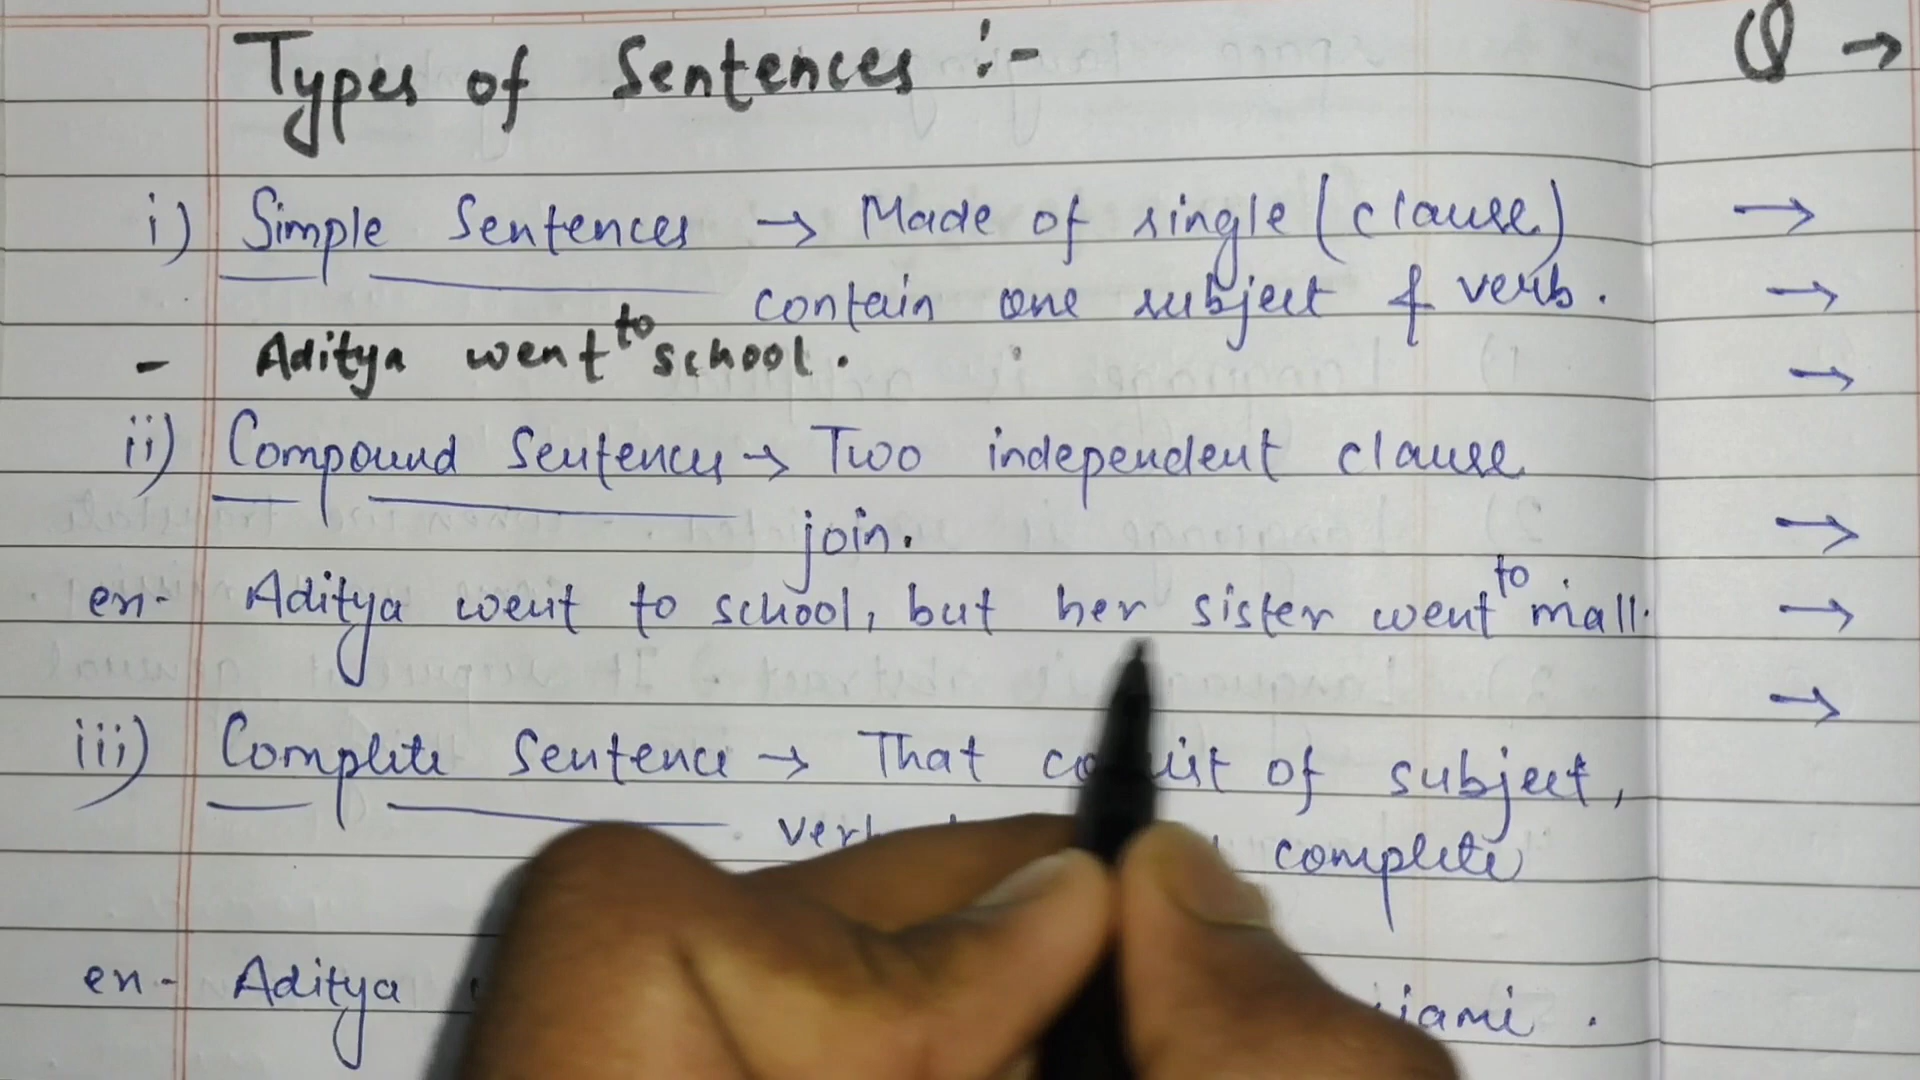 Types of Sentences :-
Q →
i) Simple Sentences → Made of single (clause)
contain one subject & verb.
- Aditya went to school.
ii) Compound Sentences → Two independent clause
join.
ex- Aditya went to school, but her sister went to mall.
iii) Complete Sentence → That of subject,
complete
ex- Aditya